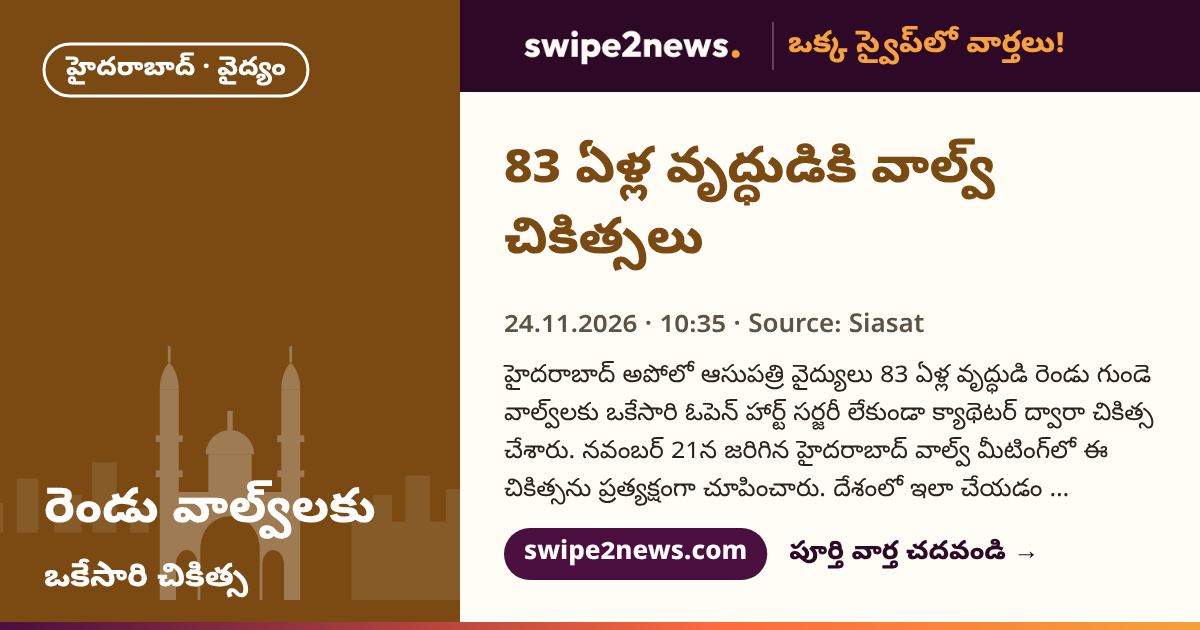 హైదరాబాద్ · వైద్యం
swipe2news.
ఒక్క స్వైప్‌లో వార్తలు!
83 ఏళ్ల వృద్ధుడికి వాల్వ్
చికిత్సలు
24.11.2026 · 10:35 · Source: Siasat
హైదరాబాద్ అపోలో ఆసుపత్రి వైద్యులు 83 ఏళ్ల వృద్ధుడి రెండు గుండె
వాల్వ్‌లకు ఒకేసారి ఓపెన్ హార్ట్ సర్జరీ లేకుండా క్యాథెటర్ ద్వారా చికిత్స
చేశారు. నవంబర్ 21న జరిగిన హైదరాబాద్ వాల్వ్ మీటింగ్‌లో ఈ
చికిత్సను ప్రత్యక్షంగా చూపించారు. దేశంలో ఇలా చేయడం ...
రెండు వాల్వ్‌లకు
ఒకేసారి చికిత్స
swipe2news.com
పూర్తి వార్త చదవండి →